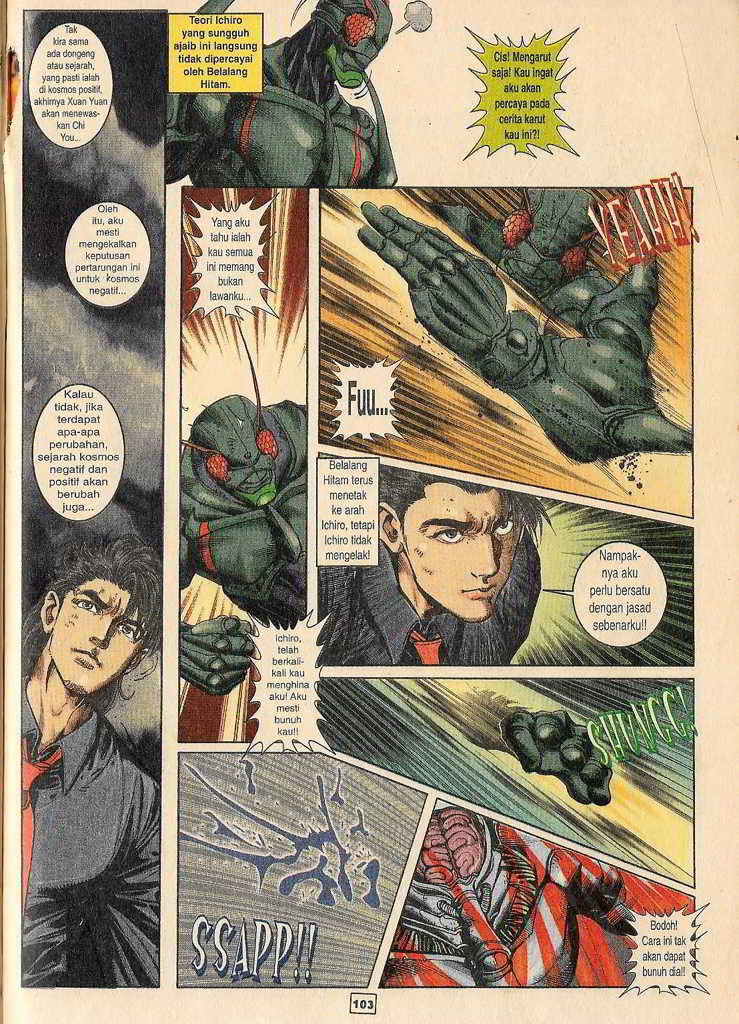 Tak
kira sama
ada dongeng
atau sejarah,
yang pasti ialah
di kosmos positif,
akhirnya Xuan Yuan
akan menewas-
kan Chi
You...
Oleh
itu, aku
mesti
mengekalkan
keputusan
pertarungan ini
untuk kosmos
negatif...
Kalau
tidak, jika
terdapat
apa-apa
perubahan,
sejarah kosmos
negatif dan
positif akan
berubah
juga...
Teori Ichiro
yang sungguh
ajaib ini langsung
tidak dipercayai
oleh Belalang
Hitam.
Cis! Mengarut
saja! Kau ingat
aku akan
percaya pada
cerita karut
kau ini?!
Yang aku
tahu ialah
kau semua
ini memang
bukan
lawanku...
YEAHH!
Fuu...
Ichiro,
telah
berkali-
kali kau
menghina
aku! Aku
mesti
bunuh
kau!!
Belalang
Hitam terus
menetak
ke arah
Ichiro, tetapi
Ichiro tidak
mengelak!
Nampak-
nya aku
perlu bersatu
dengan jasad
sebenarku!!
SHUNGG!
SSAPP!!
Bodoh!
Cara ini tak
akan dapat
bunuh dia!!
103